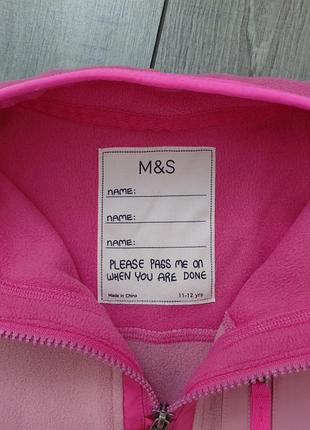 M&S
NAME:
NAME:
NAME:
PLEASE PASS ME ON
WHEN YOU ARE DONE
Made in China 11-12 yrs